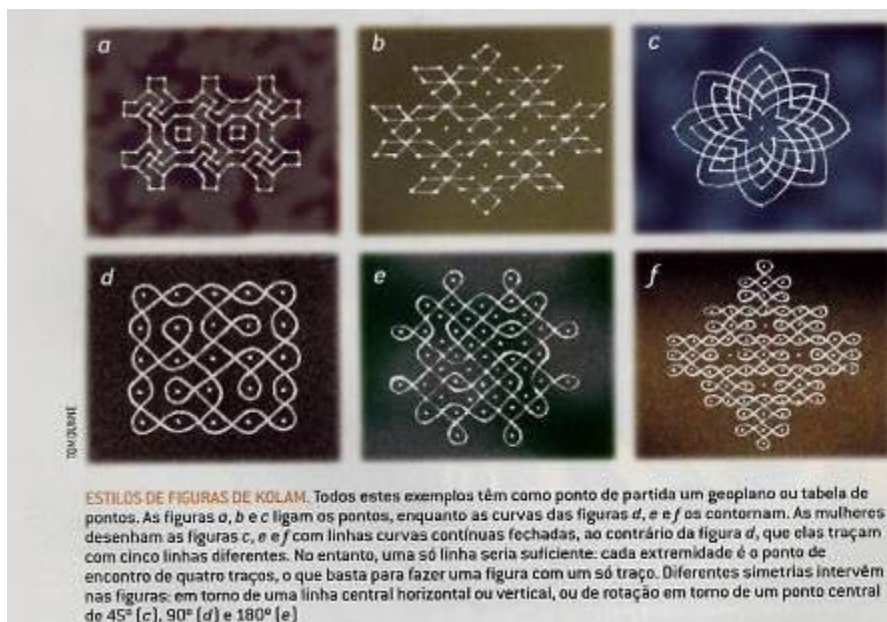 a
b
c
d
e
f
TOM DURNE
ESTILOS DE FIGURAS DE KOLAM. Todos estes exemplos têm como ponto de partida um geoplano ou tabela de
pontos. As figuras a, b e c ligam os pontos, enquanto as curvas das figuras d, e e f os contornam. As mulheres
desenham as figuras c, e e f com linhas curvas contínuas fechadas, ao contrário da figura d, que elas traçam
com cinco linhas diferentes. No entanto, uma só linha seria suficiente: cada extremidade é o ponto de
encontro de quatro traços, o que basta para fazer uma figura com um só traço. Diferentes simetrias intervêm
nas figuras: em torno de uma linha central horizontal ou vertical, ou de rotação em torno de um ponto central
de 45º (c), 90º (d) e 180º (e)